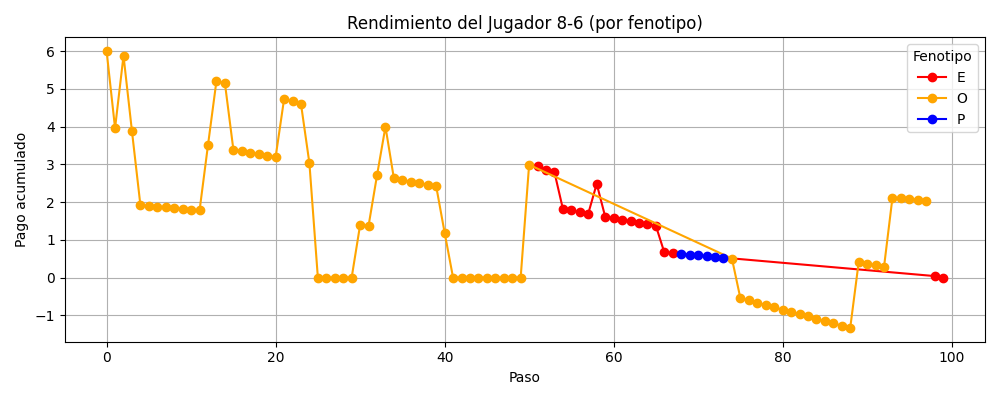 Rendimiento del Jugador 8-6 (por fenotipo)
Pago acumulado
6
5
4
3
2
1
0
−1
0 20 40 60 80 100
Paso
Fenotipo
E
O
P